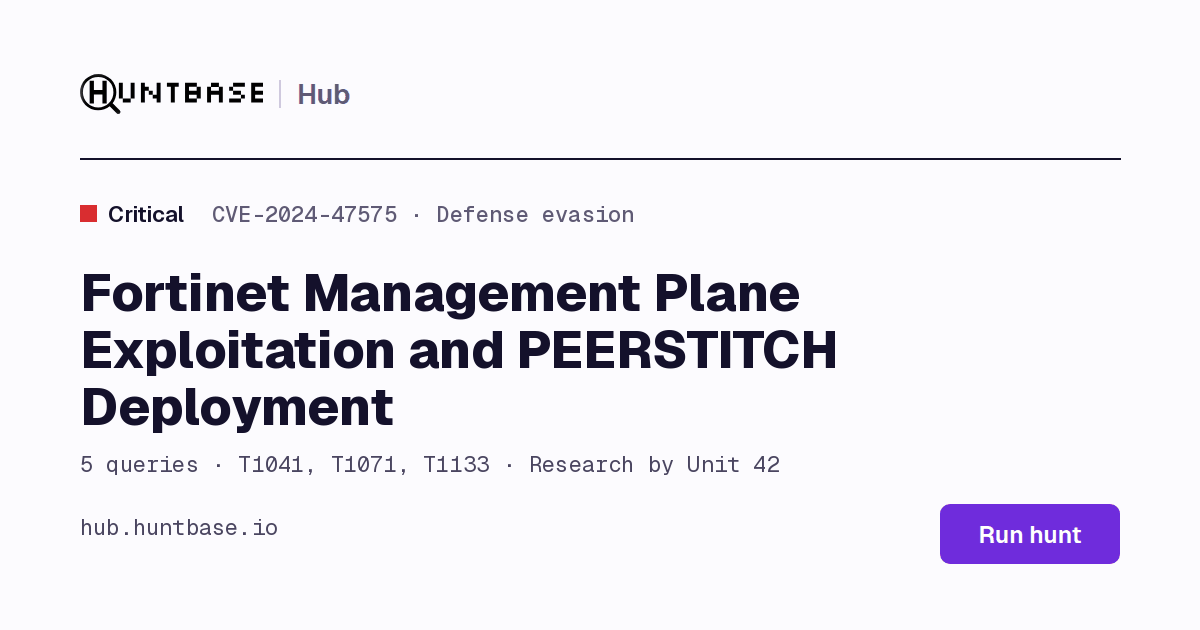 HUNTBASE | Hub
Critical CVE-2024-47575 · Defense evasion
Fortinet Management Plane
Exploitation and PEERSTITCH
Deployment
5 queries · T1041, T1071, T1133 · Research by Unit 42
hub.huntbase.io
Run hunt